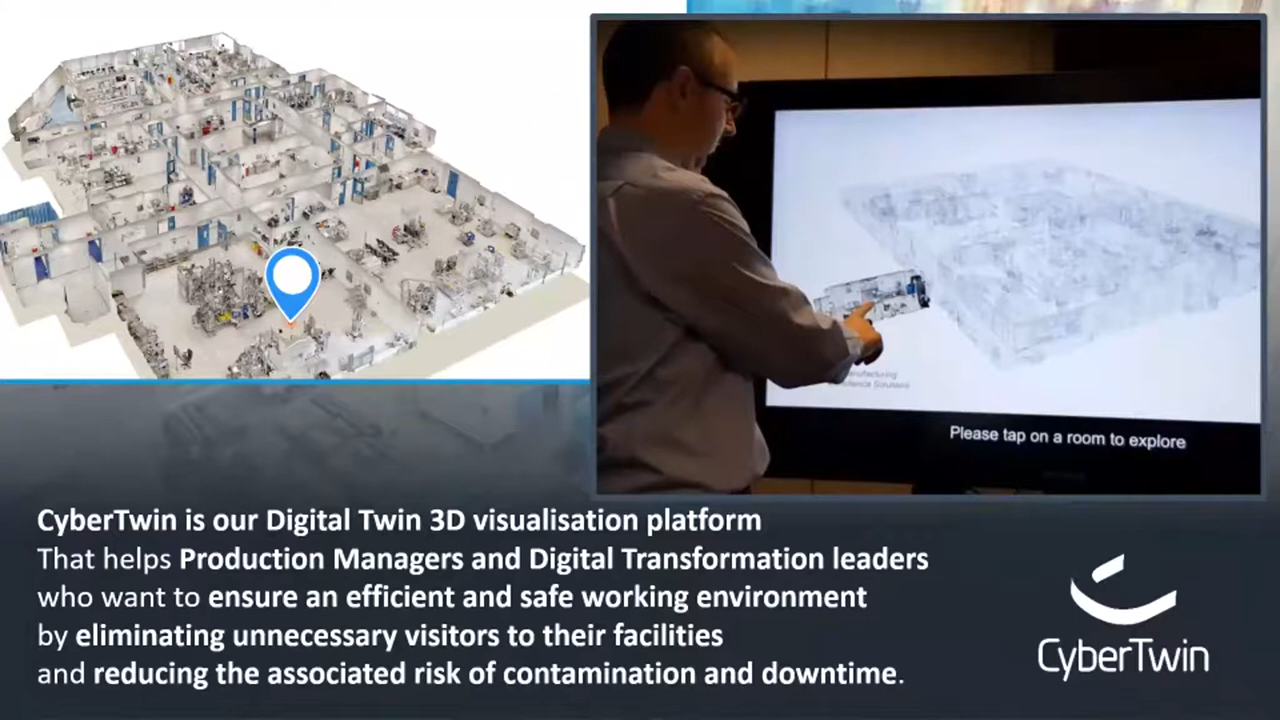 Manufacturing
Please tap on a room to explore
CyberTwin is our Digital Twin 3D visualisation platform
That helps Production Managers and Digital Transformation leaders
who want to ensure an efficient and safe working environment
by eliminating unnecessary visitors to their facilities
and reducing the associated risk of contamination and downtime.
CyberTwin